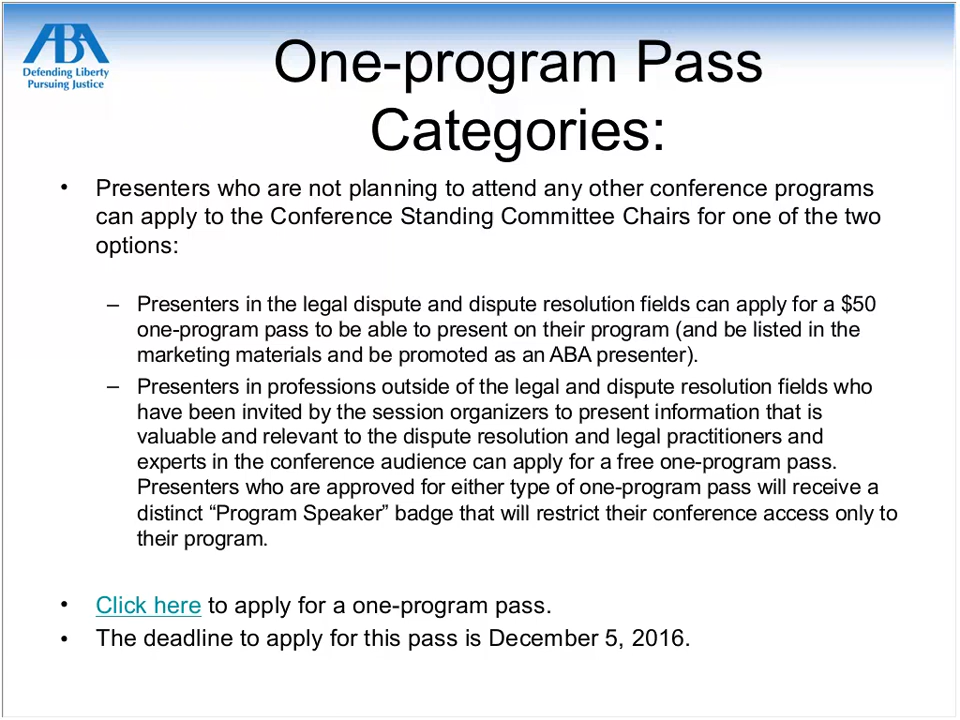 ABA
Defending Liberty
Pursuing Justice
One-program Pass
Categories:
• Presenters who are not planning to attend any other conference programs
can apply to the Conference Standing Committee Chairs for one of the two
options:
– Presenters in the legal dispute and dispute resolution fields can apply for a $50
one-program pass to be able to present on their program (and be listed in the
marketing materials and be promoted as an ABA presenter).
– Presenters in professions outside of the legal and dispute resolution fields who
have been invited by the session organizers to present information that is
valuable and relevant to the dispute resolution and legal practitioners and
experts in the conference audience can apply for a free one-program pass.
Presenters who are approved for either type of one-program pass will receive a
distinct “Program Speaker” badge that will restrict their conference access only to
their program.
• Click here to apply for a one-program pass.
• The deadline to apply for this pass is December 5, 2016.